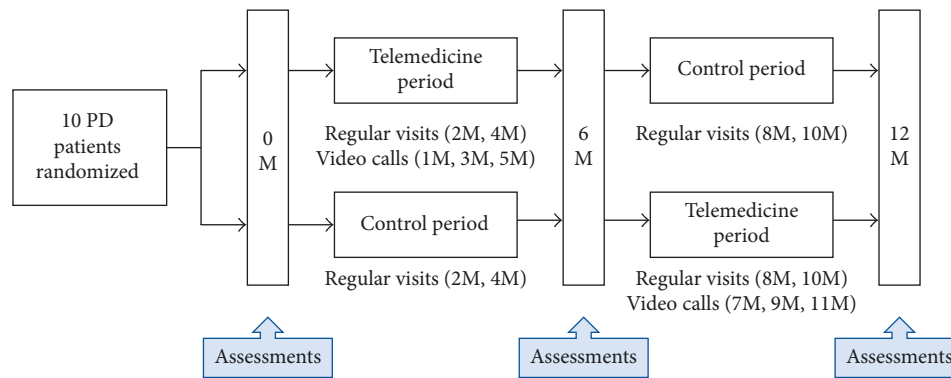 10 PD
patients
randomized
0
M
Telemedicine
period
Regular visits (2M, 4M)
Video calls (1M, 3M, 5M)
Control period
Regular visits (2M, 4M)
6
M
Control period
Regular visits (8M, 10M)
Telemedicine
period
Regular visits (8M, 10M)
Video calls (7M, 9M, 11M)
12
M
Assessments
Assessments
Assessments